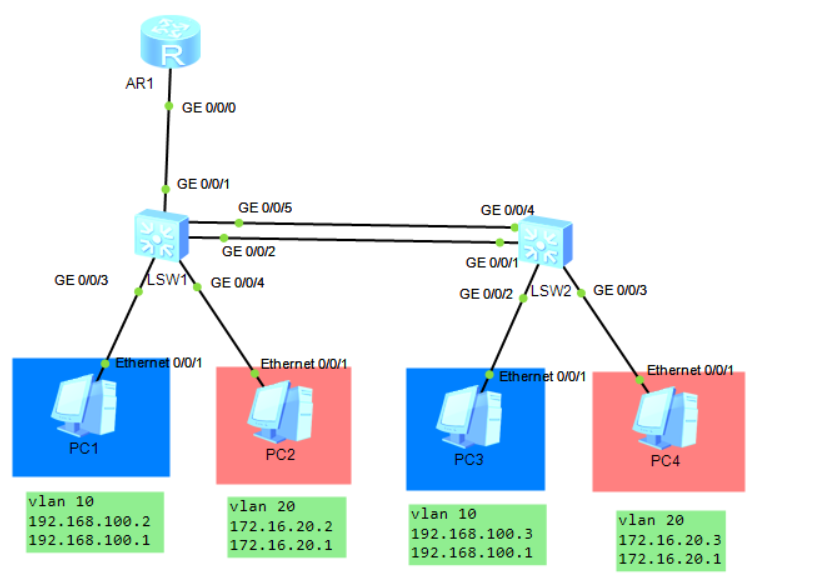 R
AR1
GE 0/0/0
GE 0/0/1
GE 0/0/5
GE 0/0/4
GE 0/0/2
GE 0/0/1
LSW1
LSW2
GE 0/0/3
GE 0/0/4
GE 0/0/2
GE 0/0/3
Ethernet 0/0/1
Ethernet 0/0/1
Ethernet 0/0/1
Ethernet 0/0/1
PC1
PC2
PC3
PC4
vlan 10
192.168.100.2
192.168.100.1
vlan 20
172.16.20.2
172.16.20.1
vlan 10
192.168.100.3
192.168.100.1
vlan 20
172.16.20.3
172.16.20.1